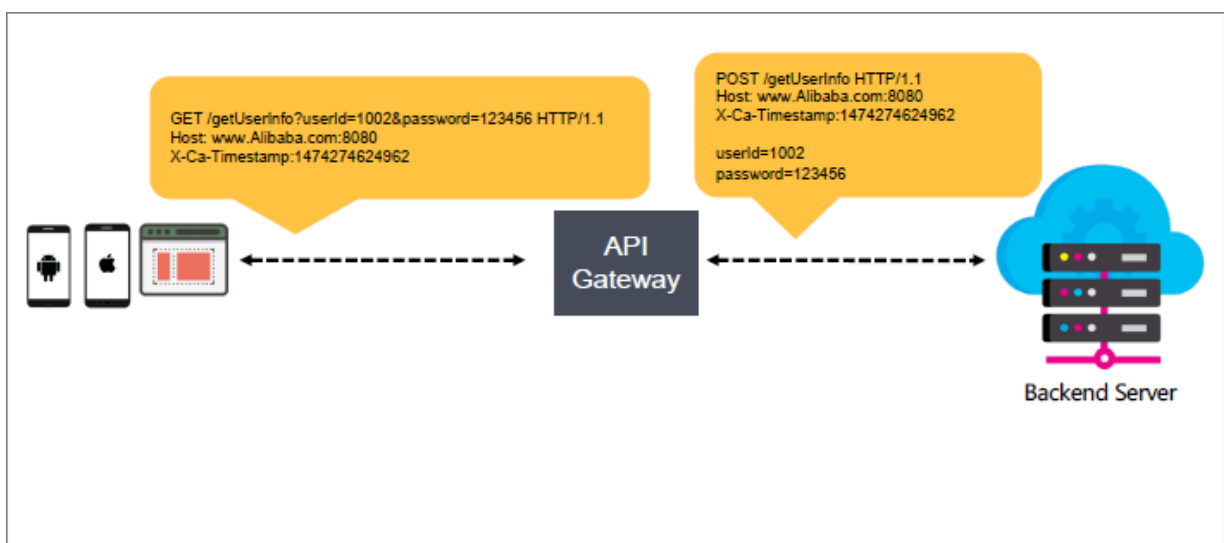 GET /getUserInfo?userId=1002&password=123456 HTTP/1.1
Host: www.Alibaba.com:8080
X-Ca-Timestamp:1474274624962
POST /getUserInfo HTTP/1.1
Host: www.Alibaba.com:8080
X-Ca-Timestamp:1474274624962
userId=1002
password=123456
API
Gateway
Backend Server